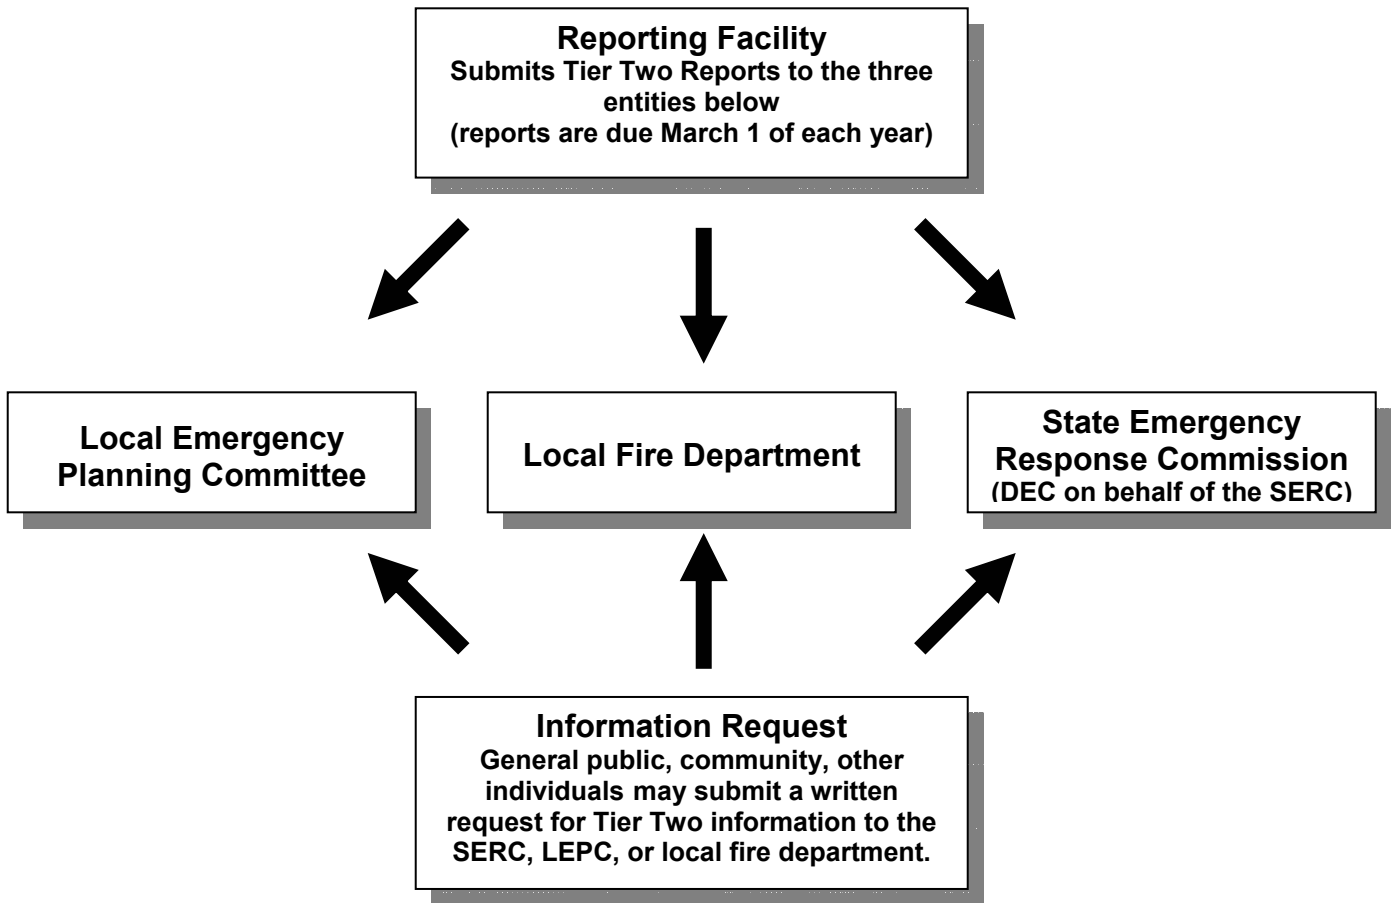 Reporting Facility
Submits Tier Two Reports to the three
entities below
(reports are due March 1 of each year)
Local Emergency
Planning Committee
Local Fire Department
State Emergency
Response Commission
(DEC on behalf of the SERC)
Information Request
General public, community, other
individuals may submit a written
request for Tier Two information to the
SERC, LEPC, or local fire department.